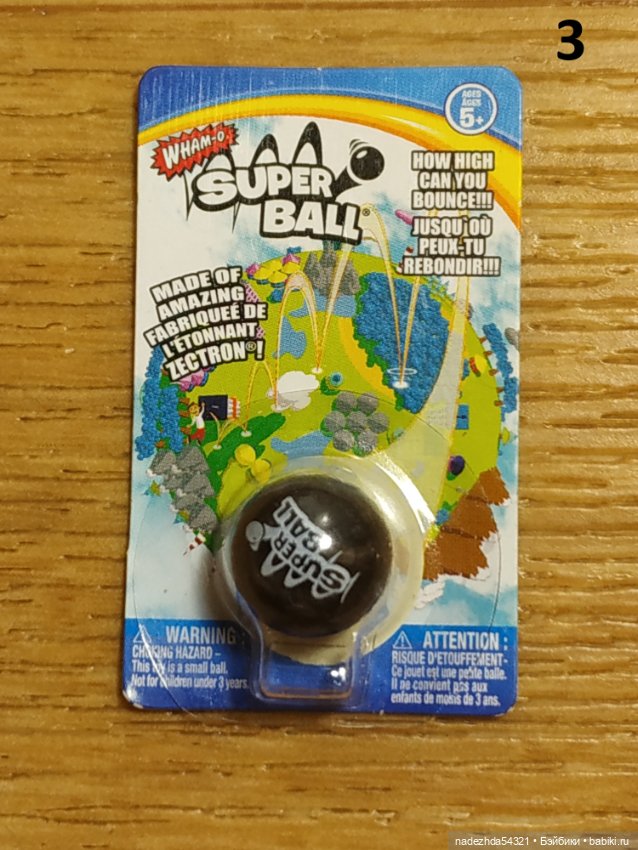 3
AGES
ÂGES
5+
WHAM-O
SUPER
BALL®
HOW HIGH
CAN YOU
BOUNCE!!!
JUSQU'OÙ
PEUX-TU
REBONDIR!!!
MADE OF
AMAZING
FABRIQUEÉ DE
L'ÉTONNANT
ZECTRON®!
SUPER
BALL
⚠ WARNING:
CHOKING HAZARD –
This toy is a small ball.
Not for children under 3 years.
⚠ ATTENTION :
RISQUE D'ETOUFFEMENT–
Ce jouet est une petite balle.
Il ne convient pas aux
enfants de moins de 3 ans.
nadezhda54321 • Бэйбики • babiki.ru